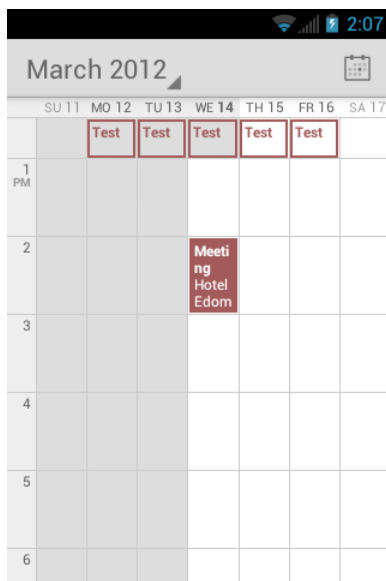 2:07
March 2012
SU 11 MO 12 TU 13 WE 14 TH 15 FR 16 SA 17
Test Test Test Test Test
1
PM
2
Meeti
ng
Hotel
Edom
3
4
5
6